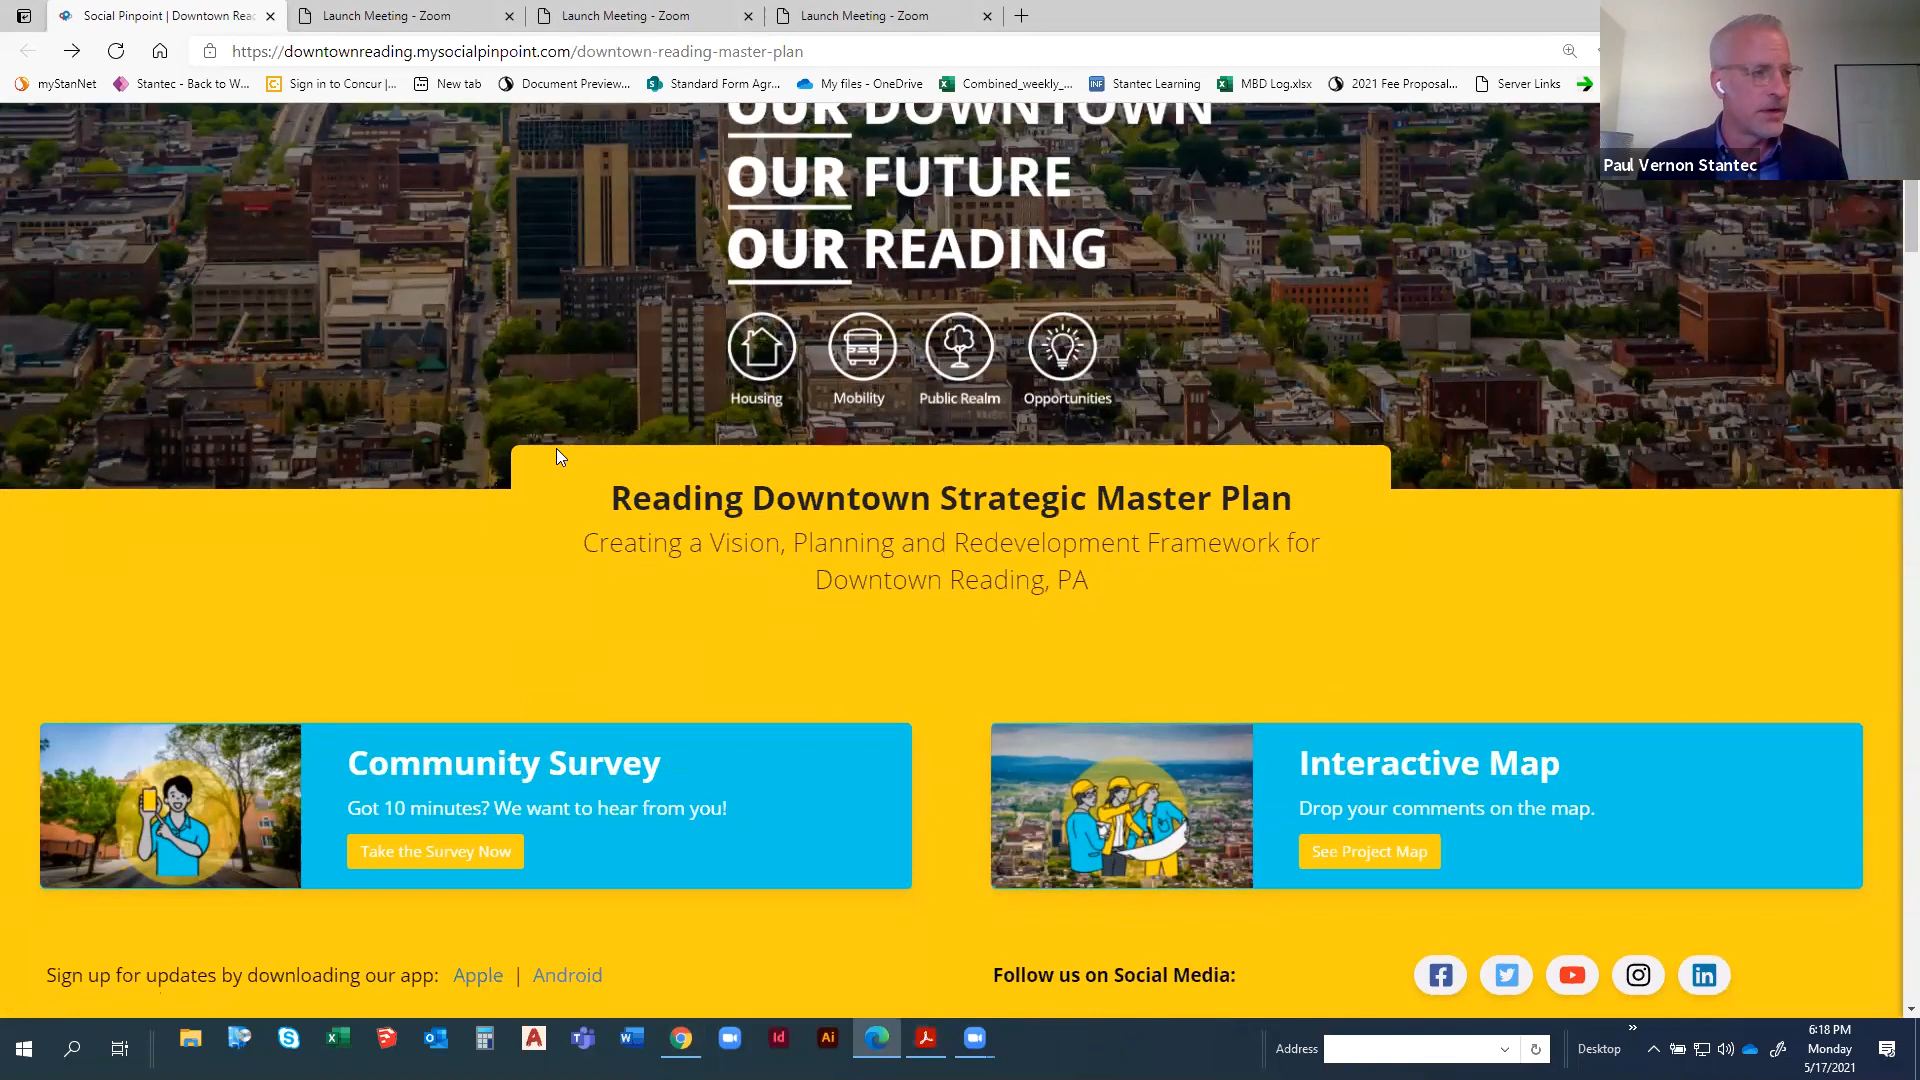 Social Pinpoint | Downtown Rea
Launch Meeting - Zoom
Launch Meeting - Zoom
Launch Meeting - Zoom
https://downtownreading.mysocialpinpoint.com/downtown-reading-master-plan
myStanNet
Stantec - Back to W...
Sign in to Concur |...
New tab
Document Preview...
Standard Form Agr...
My files - OneDrive
Combined_weekly_...
INF
Stantec Learning
MBD Log.xlsx
2021 Fee Proposal...
Server Links
Paul Vernon Stantec
OUR DOWNTOWN
OUR FUTURE
OUR READING
Housing
Mobility
Public Realm
Opportunities
Reading Downtown Strategic Master Plan
Creating a Vision, Planning and Redevelopment Framework for
Downtown Reading, PA
Community Survey
Got 10 minutes? We want to hear from you!
Take the Survey Now
Interactive Map
Drop your comments on the map.
See Project Map
Sign up for updates by downloading our app: Apple | Android
Follow us on Social Media:
Address
Desktop
6:18 PM
Monday
5/17/2021